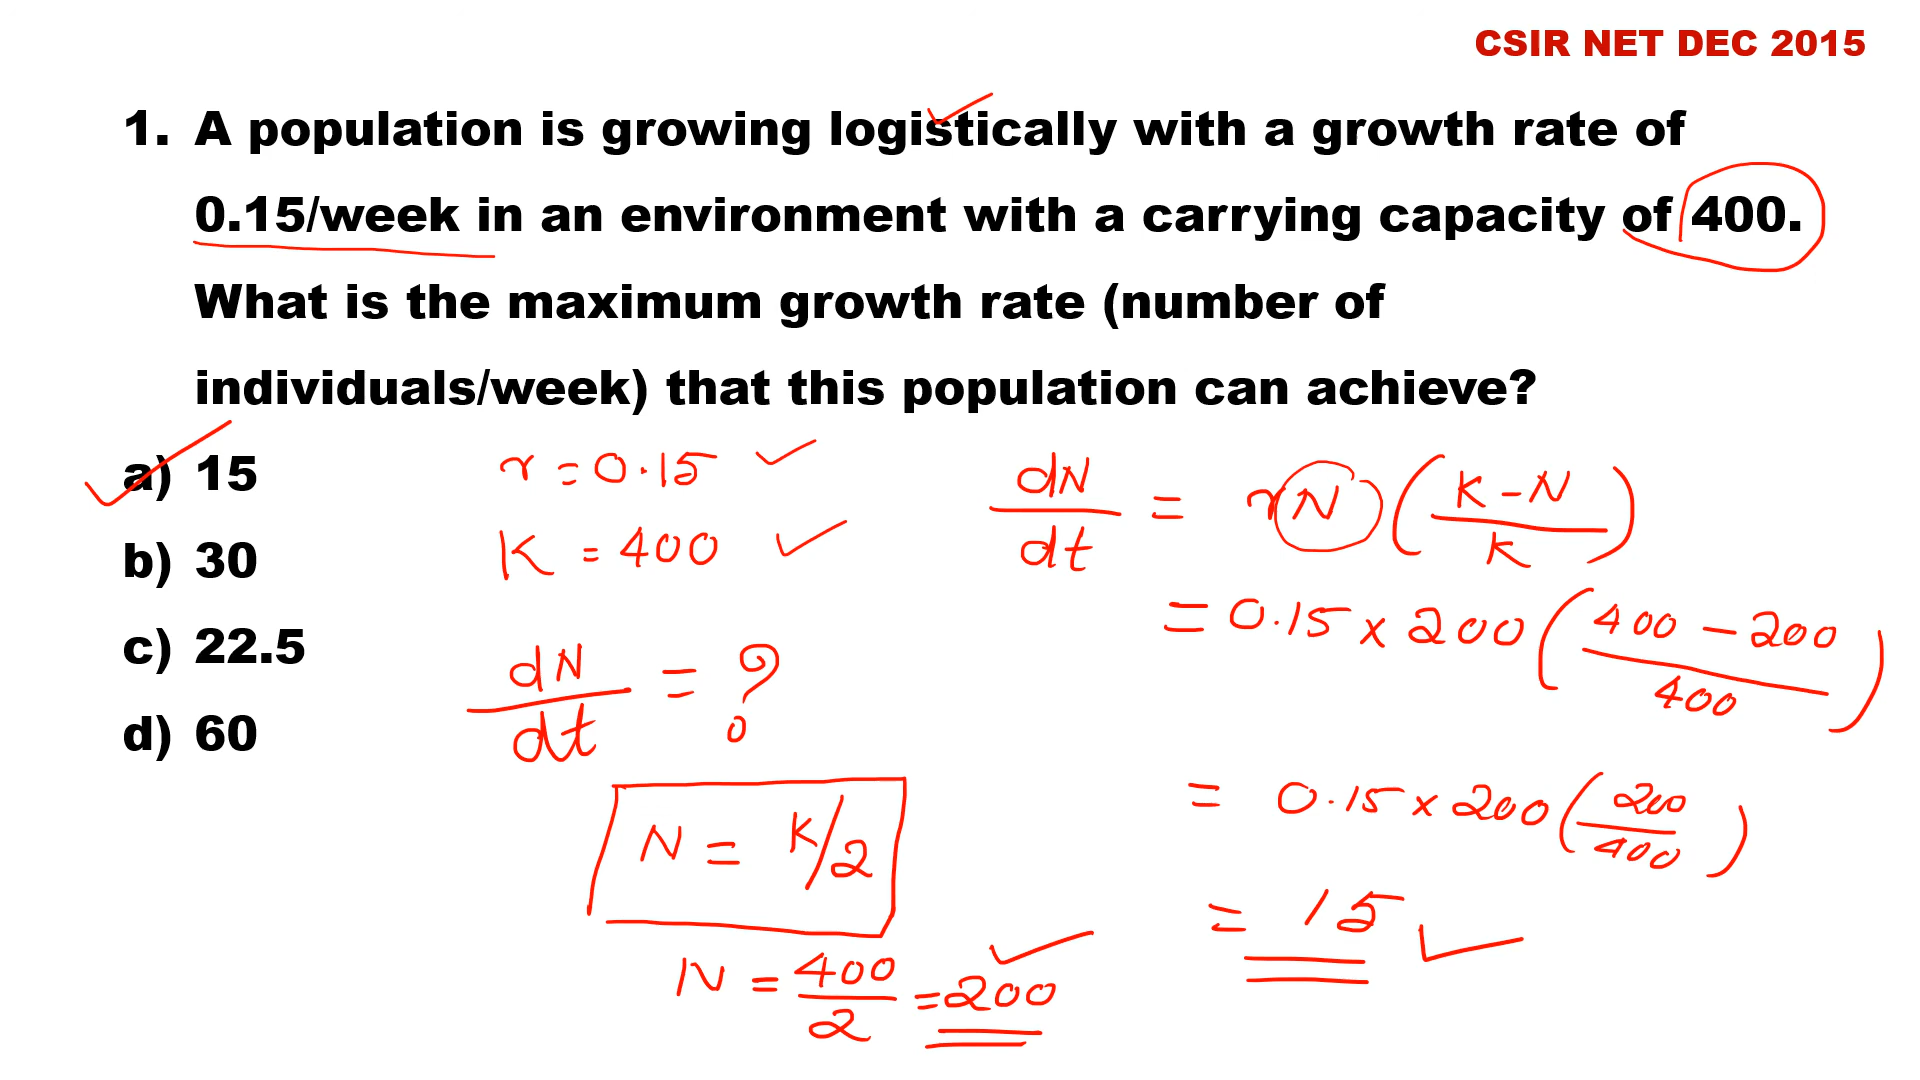 CSIR NET DEC 2015
1. A population is growing logistically with a growth rate of
0.15/week in an environment with a carrying capacity of 400.
What is the maximum growth rate (number of
individuals/week) that this population can achieve?
a) 15
b) 30
c) 22.5
d) 60
r = 0.15
K = 400
dN/dt = ?
N = K/2
N = 400/2 = 200
dN/dt = rN (K-N/K)
= 0.15 x 200 (400 - 200/400)
= 0.15 x 200 (200/400)
= 15